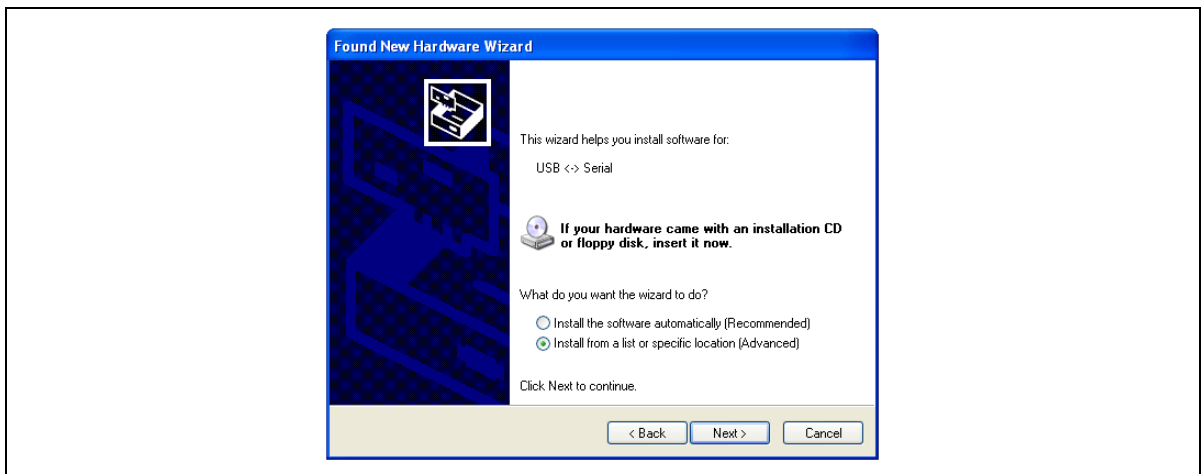 Found New Hardware Wizard
This wizard helps you install software for:
USB <-> Serial
If your hardware came with an installation CD
or floppy disk, insert it now.
What do you want the wizard to do?
Install the software automatically (Recommended)
Install from a list or specific location (Advanced)
Click Next to continue.
< Back Next > Cancel